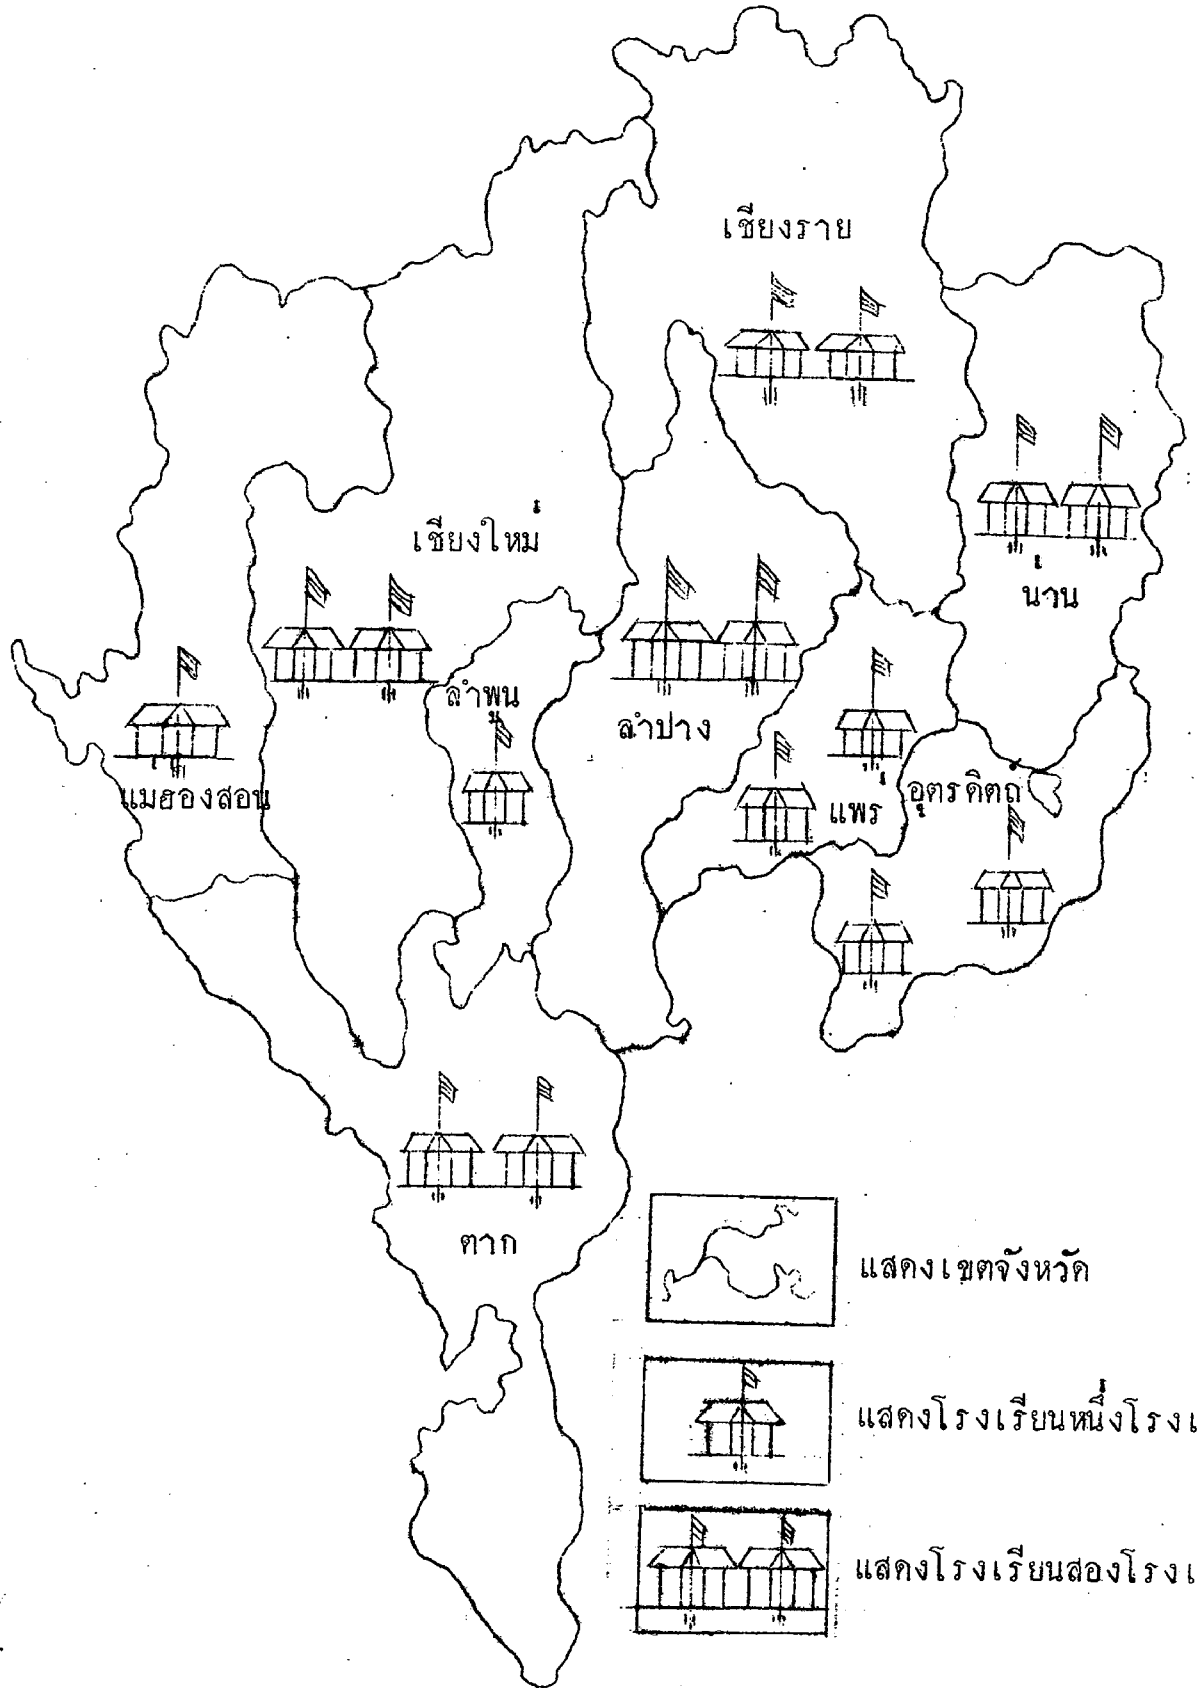 เชียงราย
เชียงใหม่
น่าน
ลำพูน
ลำปาง
แมฮองสอน
แพร่
อุตรดิตถ์
ตาก
แสดงเขตจังหวัด
แสดงโรงเรียนหนึ่งโรงเ
แสดงโรงเรียนสองโรงเ